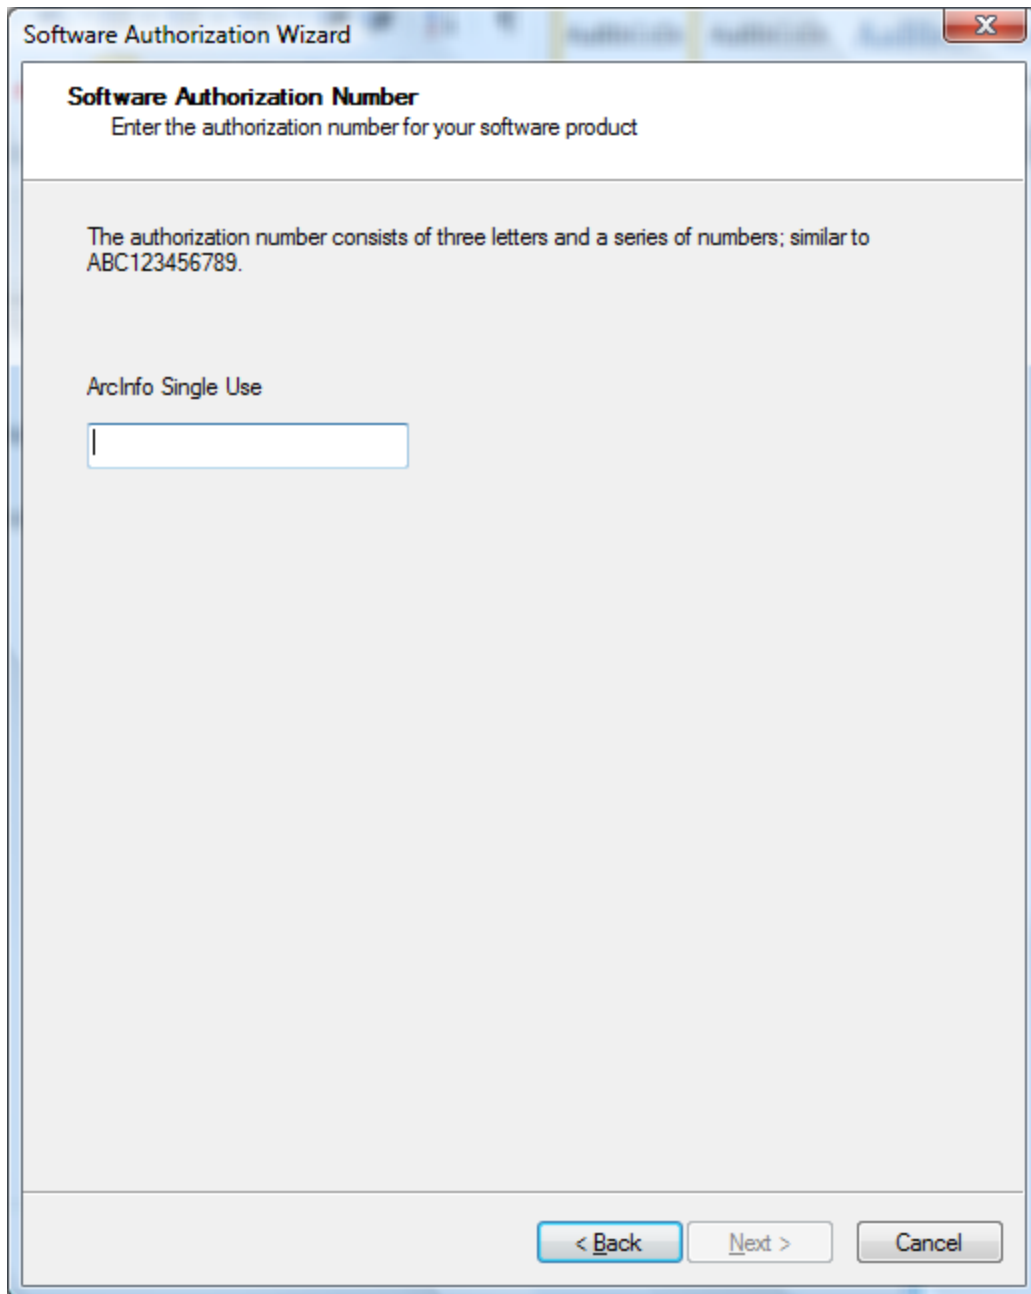 Software Authorization Wizard
Software Authorization Number
Enter the authorization number for your software product
The authorization number consists of three letters and a series of numbers; similar to
ABC123456789.
ArcInfo Single Use
< Back Next > Cancel